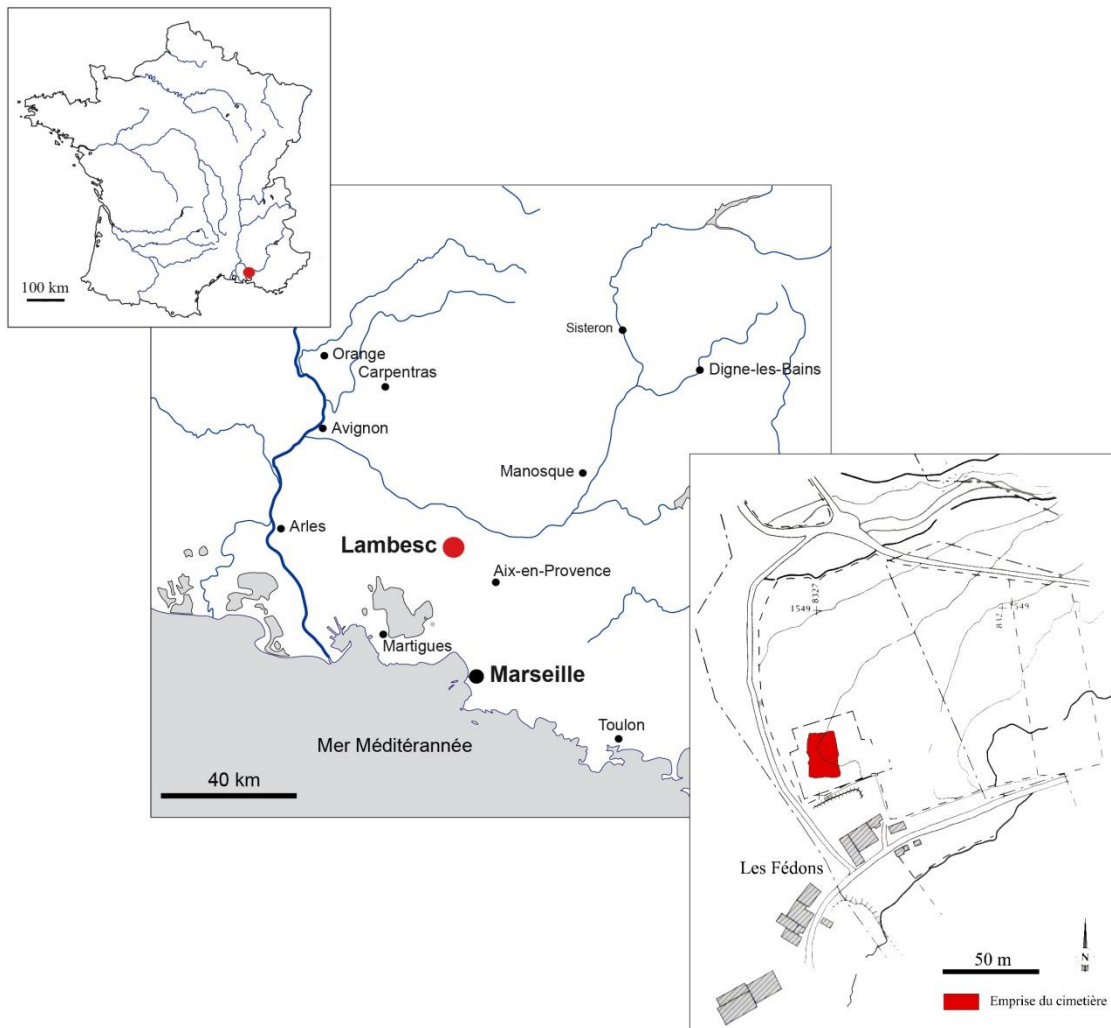 100 km
Orange
Carpentras
Avignon
Sisteron
Digne-les-Bains
Manosque
Arles
Lambesc
Aix-en-Provence
Martigues
Marseille
Toulon
Mer Méditérannée
40 km
8327
1549
1549
Les Fédons
50 m
N
Emprise du cimetière